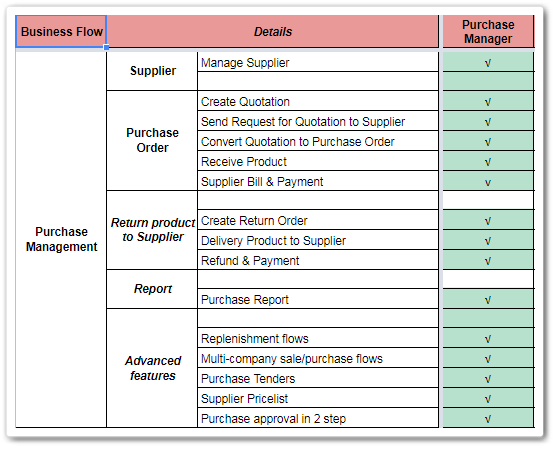 Business Flow Details Purchase Manager
Supplier
Manage Supplier √
Purchase Order
Create Quotation √
Send Request for Quotation to Supplier √
Convert Quotation to Purchase Order √
Receive Product √
Supplier Bill & Payment √
Purchase Management
Return product to Supplier
Create Return Order √
Delivery Product to Supplier √
Refund & Payment √
Report
Purchase Report √
Advanced features
Replenishment flows √
Multi-company sale/purchase flows √
Purchase Tenders √
Supplier Pricelist √
Purchase approval in 2 step √